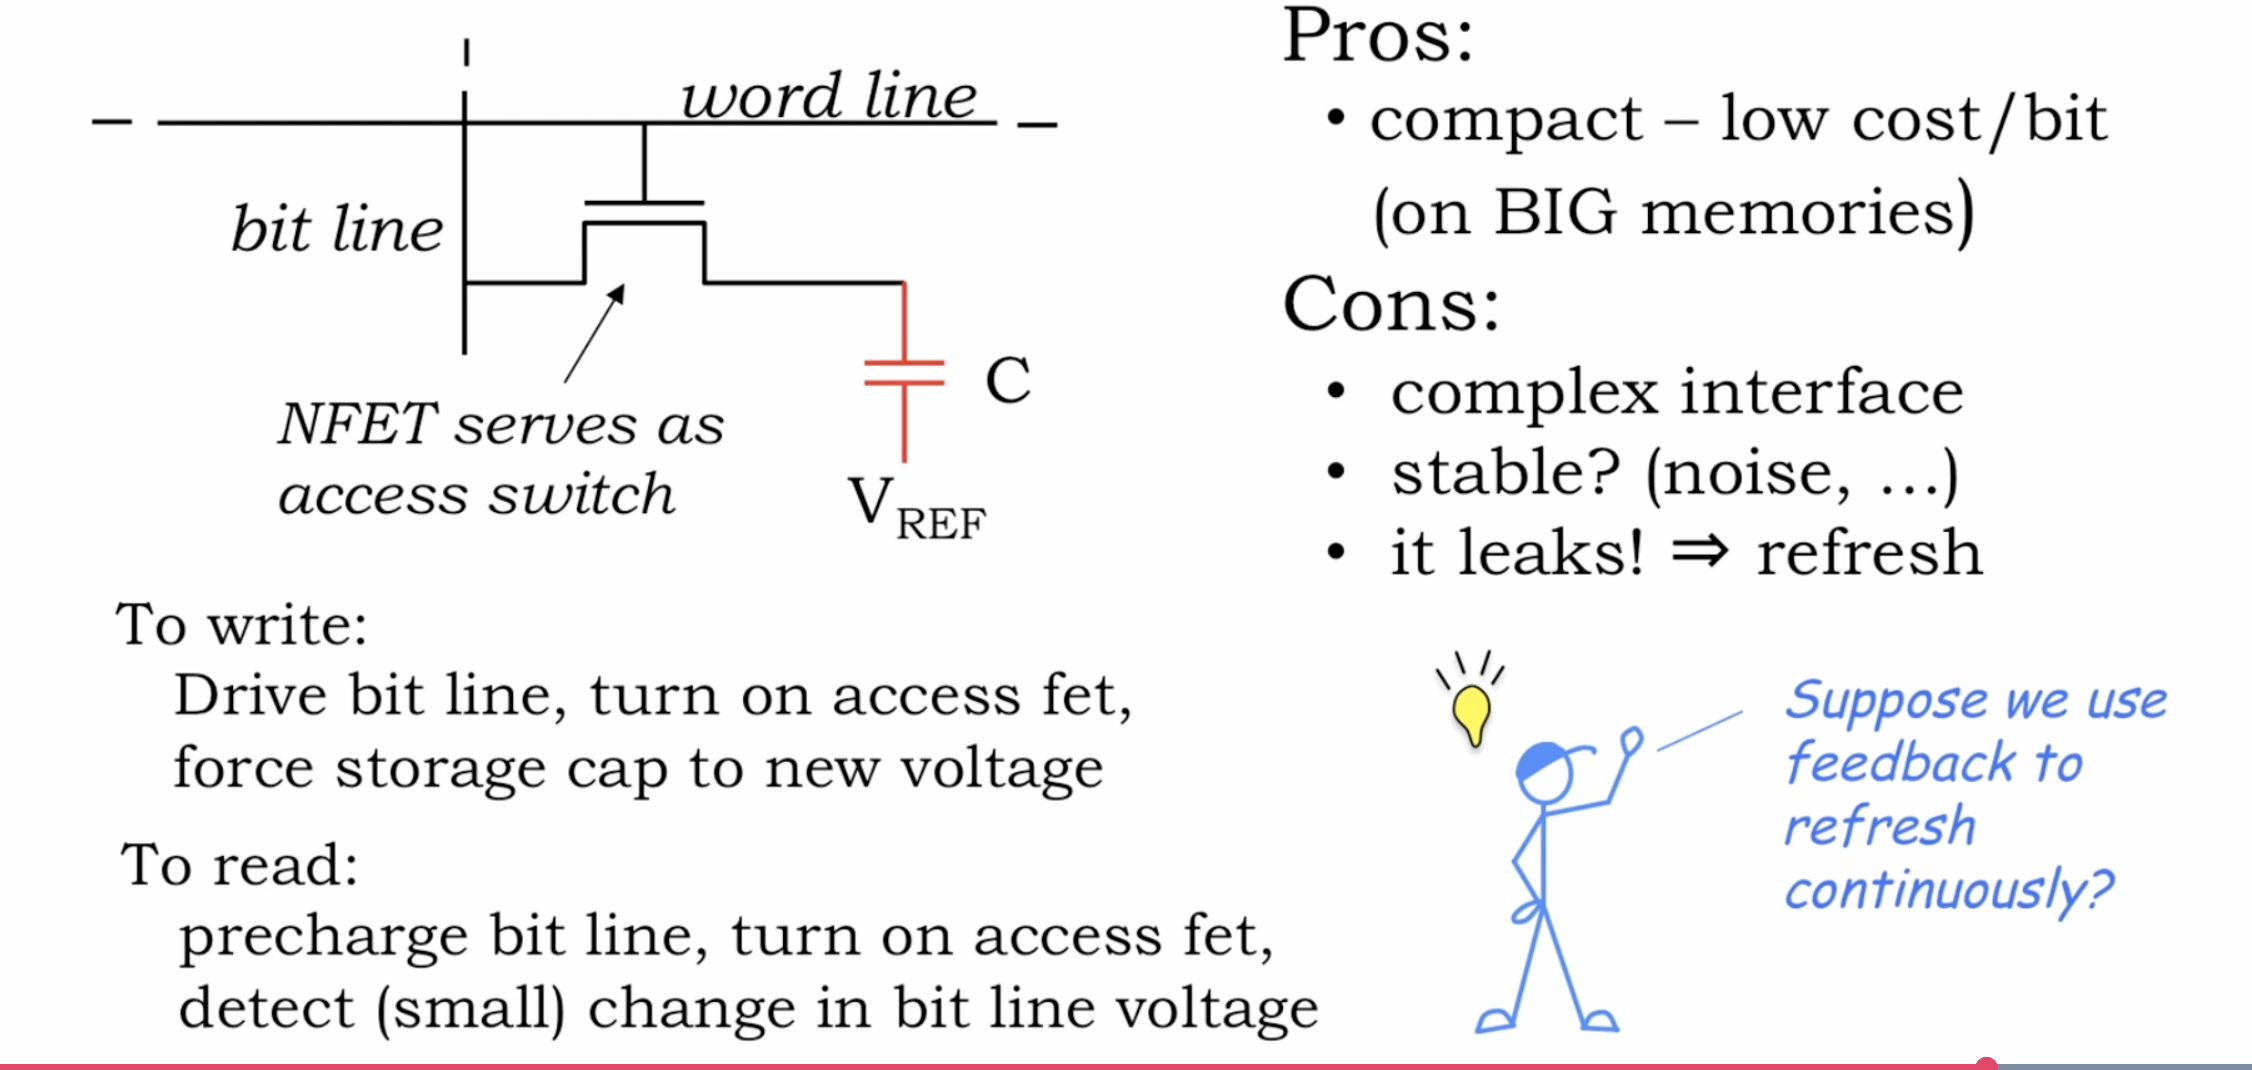 word line
bit line
NFET serves as
access switch
C
VREF
To write:
Drive bit line, turn on access fet,
force storage cap to new voltage
To read:
precharge bit line, turn on access fet,
detect (small) change in bit line voltage
Pros:
• compact – low cost/bit
(on BIG memories)
Cons:
• complex interface
• stable? (noise, ...)
• it leaks! ⇒ refresh
Suppose we use
feedback to
refresh
continuously?